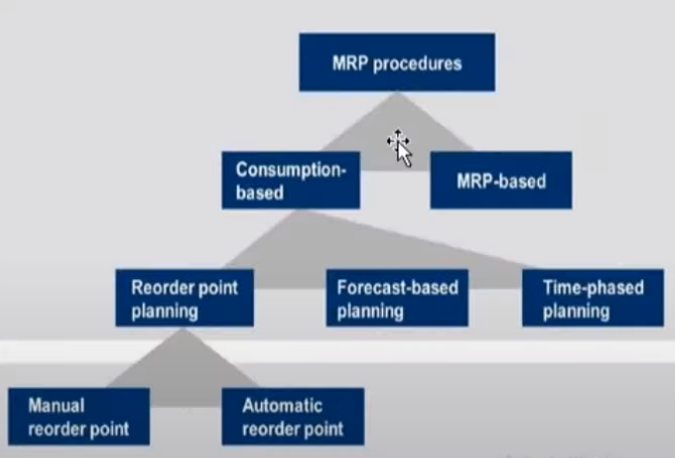 MRP procedures
Consumption-
based
MRP-based
Reorder point
planning
Forecast-based
planning
Time-phased
planning
Manual
reorder point
Automatic
reorder point